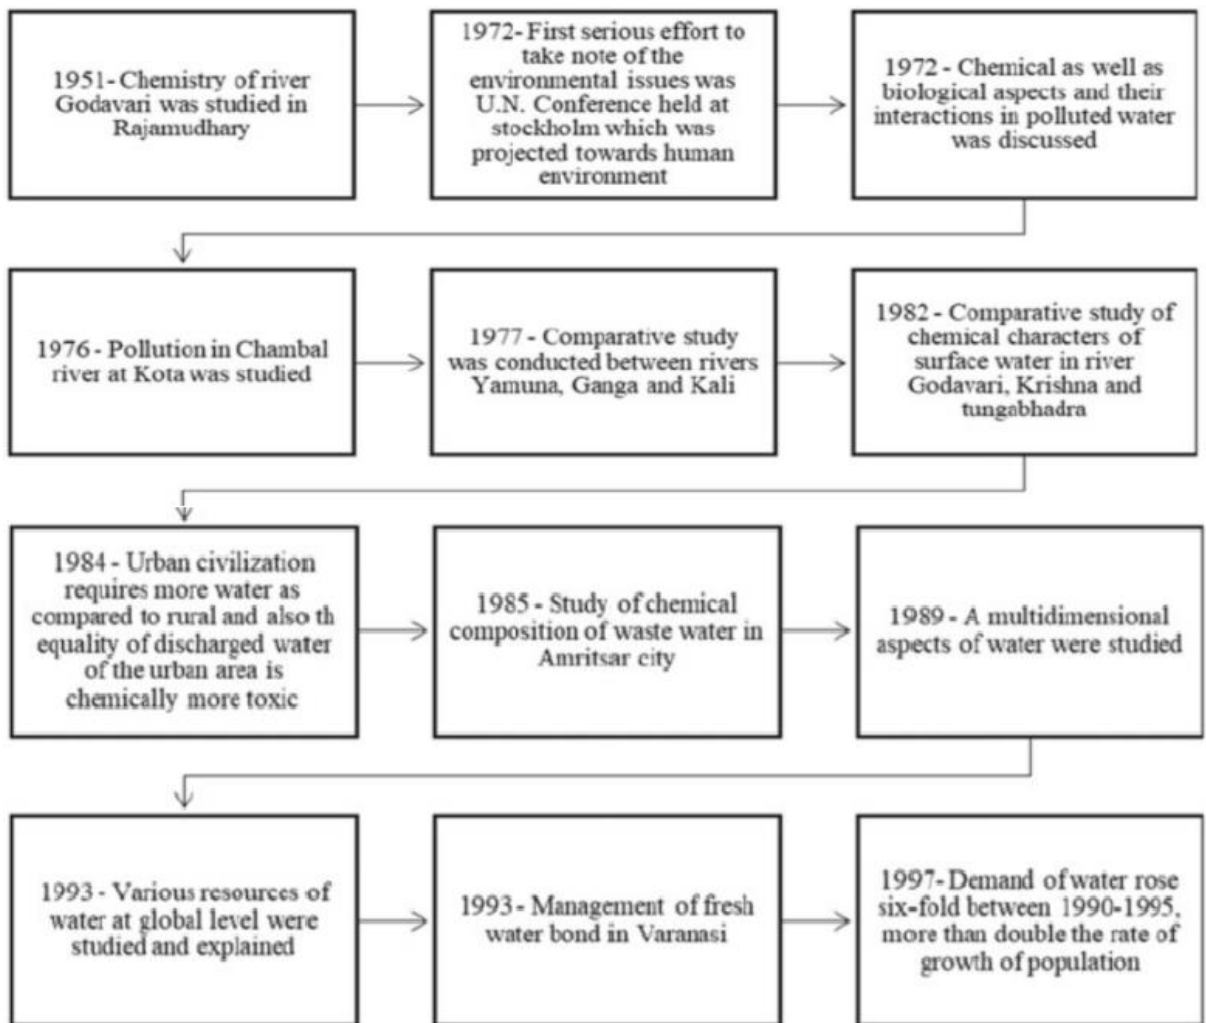 1951- Chemistry of river
Godavari was studied in
Rajamudhary
1972- First serious effort to
take note of the
environmental issues was
U.N. Conference held at
stockholm which was
projected towards human
environment
1972 - Chemical as well as
biological aspects and their
interactions in polluted water
was discussed
1976 - Pollution in Chambal
river at Kota was studied
1977 - Comparative study
was conducted between rivers
Yamuna, Ganga and Kali
1982 - Comparative study of
chemical characters of
surface water in river
Godavari, Krishna and
tungabhadra
1984 - Urban civilization
requires more water as
compared to rural and also th
equality of discharged water
of the urban area is
chemically more toxic
1985 - Study of chemical
composition of waste water in
Amritsar city
1989 - A multidimensional
aspects of water were studied
1993 - Various resources of
water at global level were
studied and explained
1993 - Management of fresh
water bond in Varanasi
1997- Demand of water rose
six-fold between 1990-1995,
more than double the rate of
growth of population